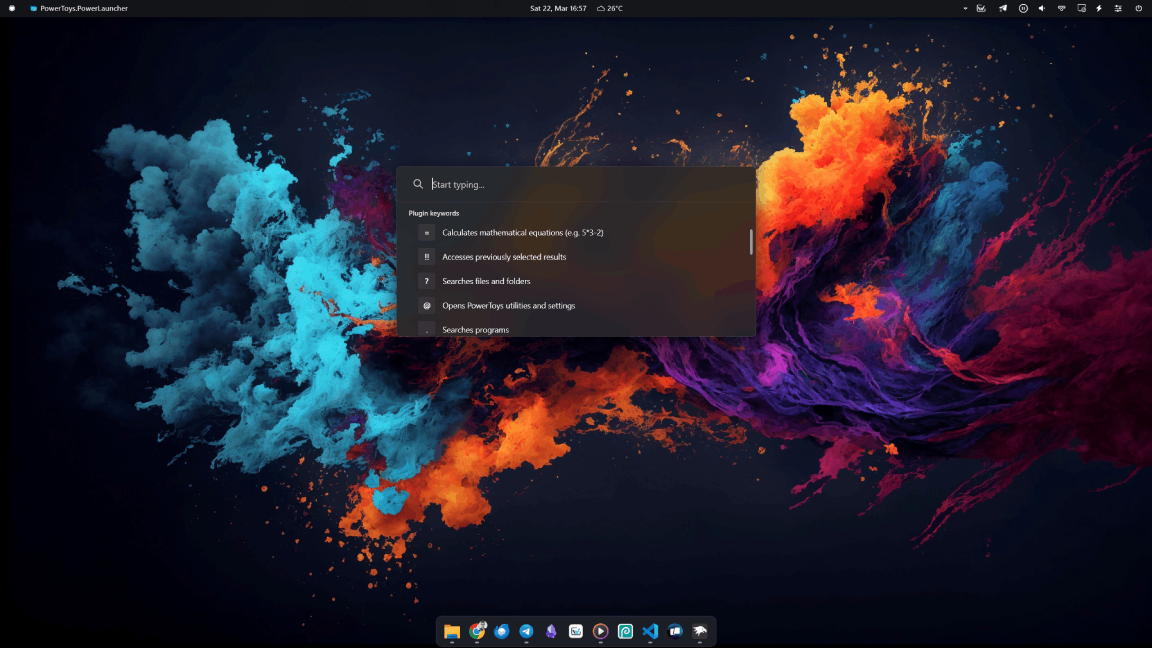 PowerToys.PowerLauncher
Sat 22, Mar 16:57 26°C
Start typing...
Plugin keywords
= Calculates mathematical equations (e.g. 5*3-2)
!! Accesses previously selected results
? Searches files and folders
@ Opens PowerToys utilities and settings
. Searches programs